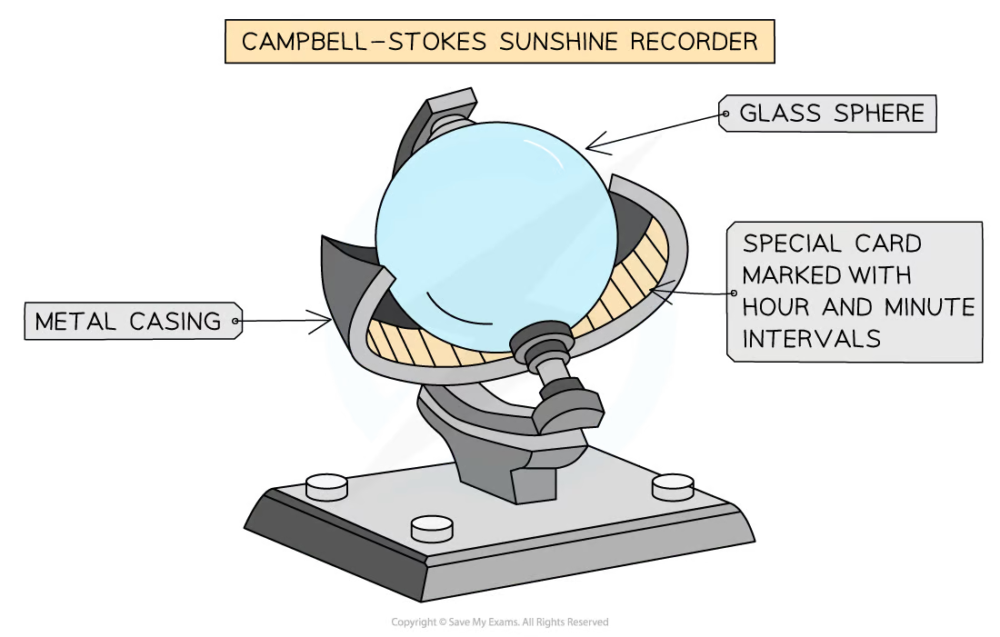 CAMPBELL-STOKES SUNSHINE RECORDER
GLASS SPHERE
SPECIAL CARD
MARKED WITH
HOUR AND MINUTE
INTERVALS
METAL CASING
Copyright © Save My Exams. All Rights Reserved